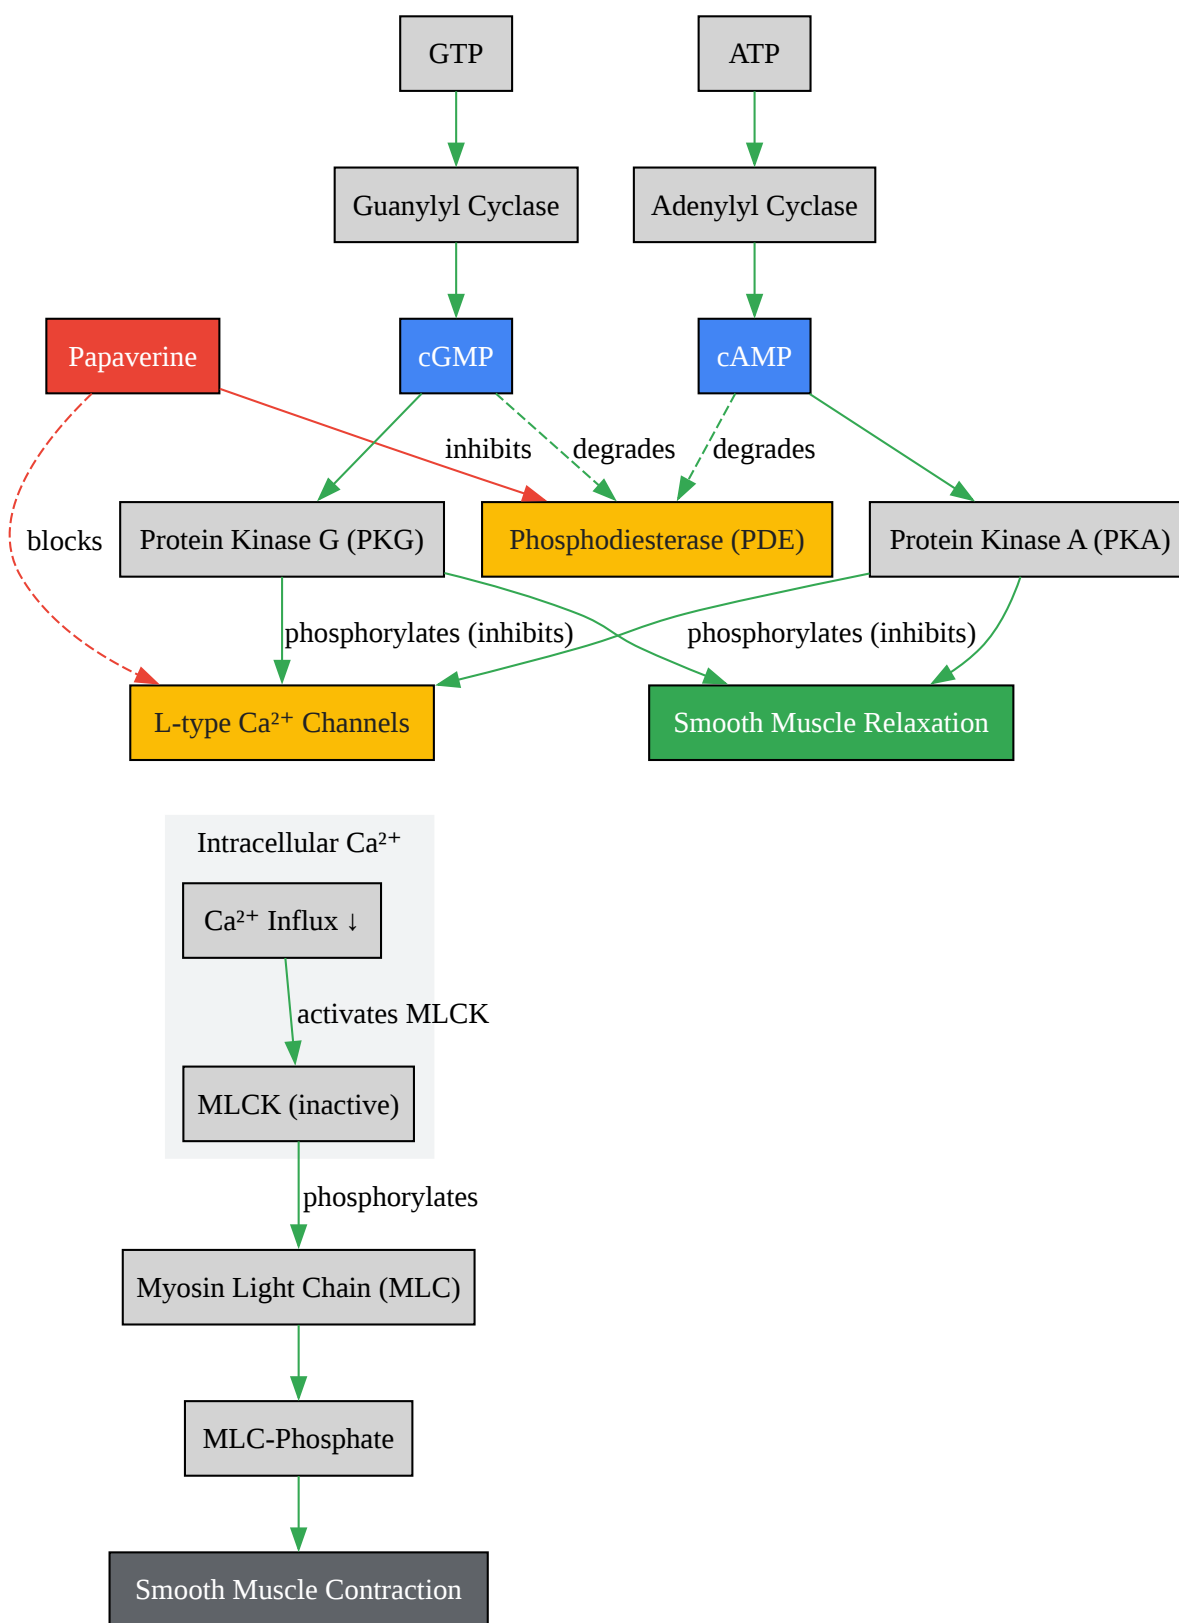 GTP
ATP
Guanylyl Cyclase
Adenylyl Cyclase
Papaverine
cGMP
cAMP
inhibits
degrades
degrades
blocks
Protein Kinase G (PKG)
Phosphodiesterase (PDE)
Protein Kinase A (PKA)
phosphorylates (inhibits)
phosphorylates (inhibits)
L-type Ca²⁺ Channels
Smooth Muscle Relaxation
Intracellular Ca²⁺
Ca²⁺ Influx ↓
activates MLCK
MLCK (inactive)
phosphorylates
Myosin Light Chain (MLC)
MLC-Phosphate
Smooth Muscle Contraction